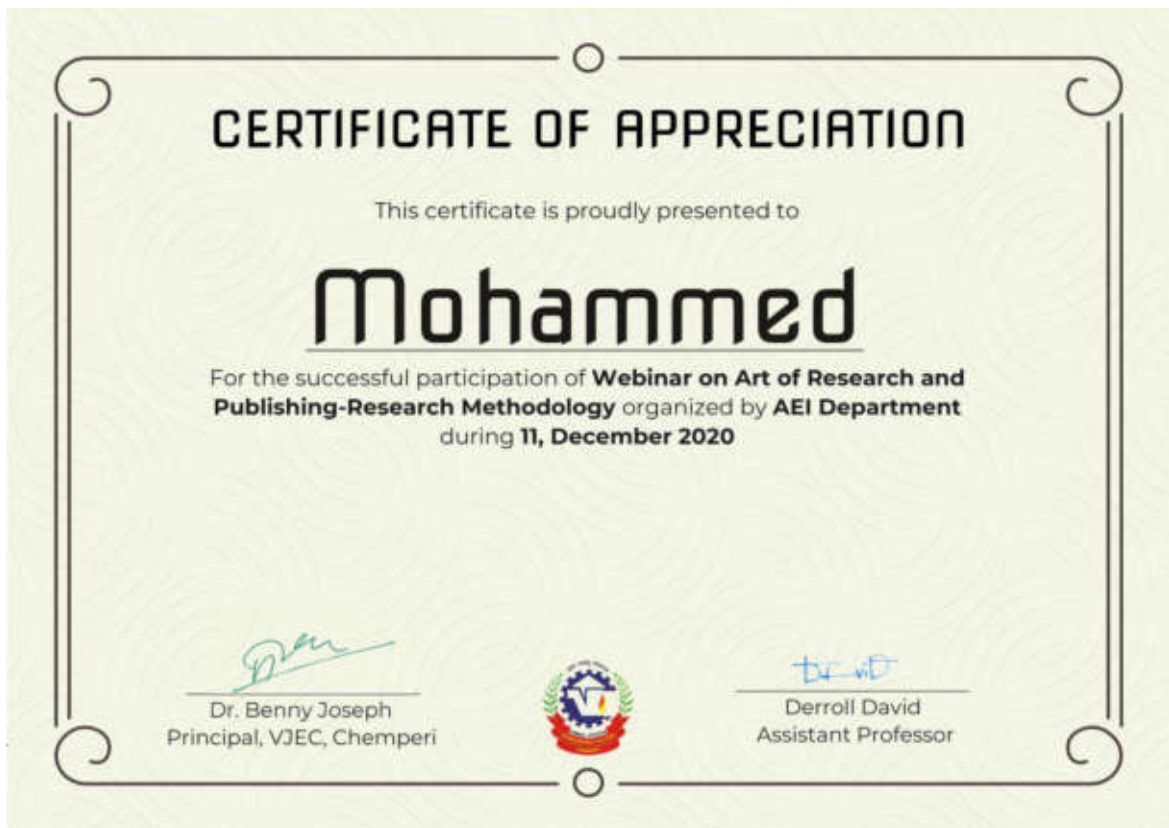 CERTIFICATE OF APPRECIATION
This certificate is proudly presented to
Mohammed
For the successful participation of Webinar on Art of Research and
Publishing-Research Methodology organized by AEI Department
during 11, December 2020
Dr. Benny Joseph
Principal, VJEC, Chemperi
Derroll David
Assistant Professor